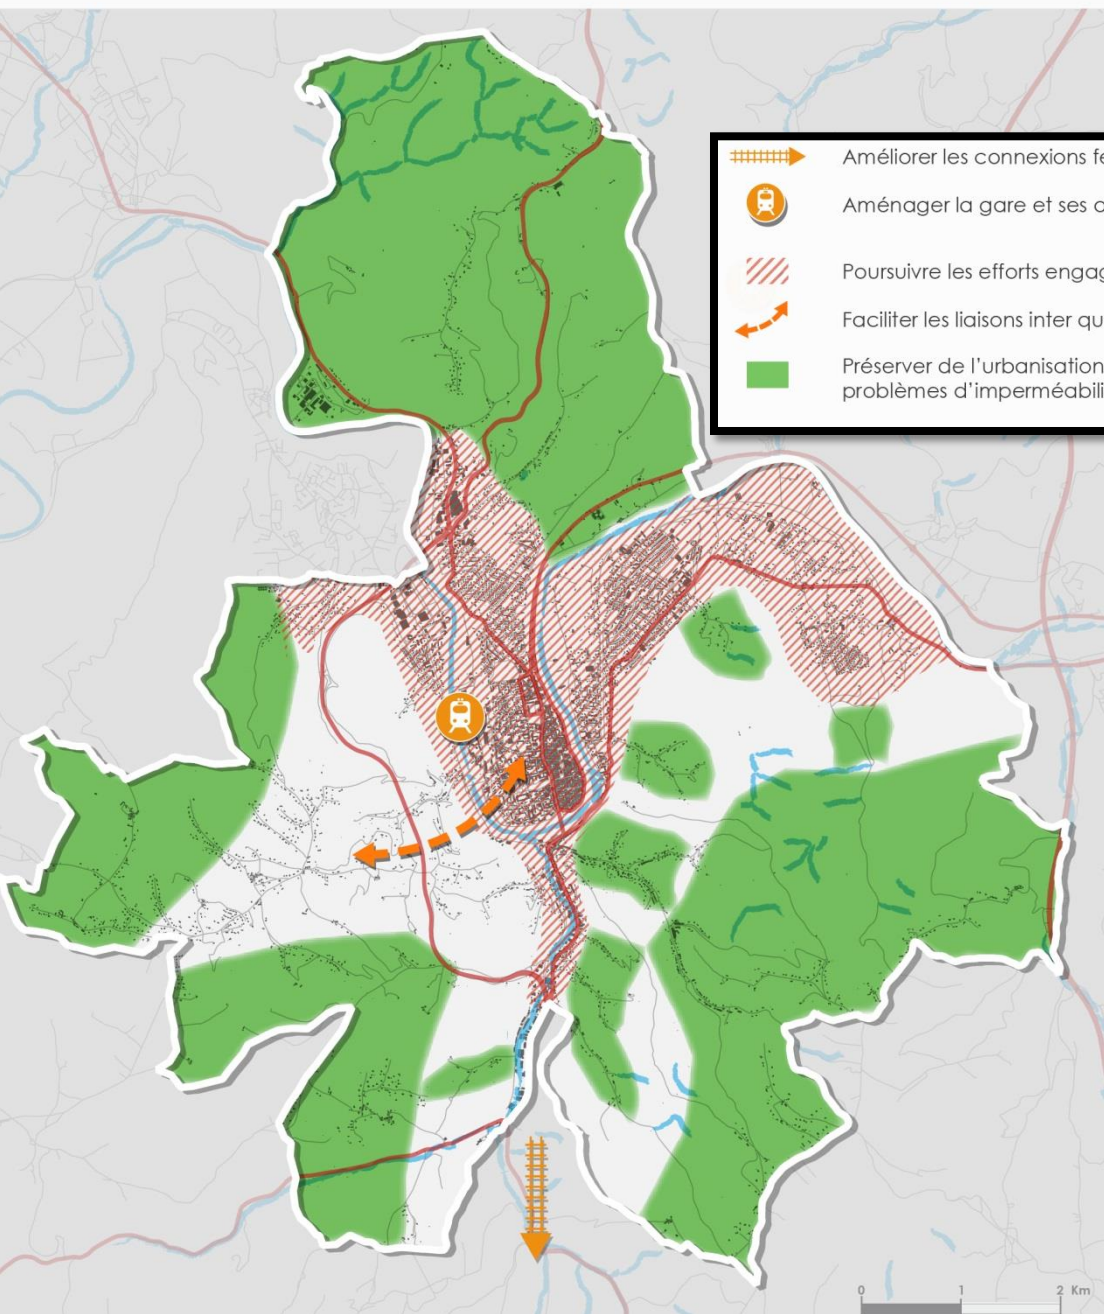 Améliorer les connexions fe
Aménager la gare et ses a
Poursuivre les efforts engag
Faciliter les liaisons inter qu
Préserver de l'urbanisation
problèmes d'imperméabili
0 1 2 Km